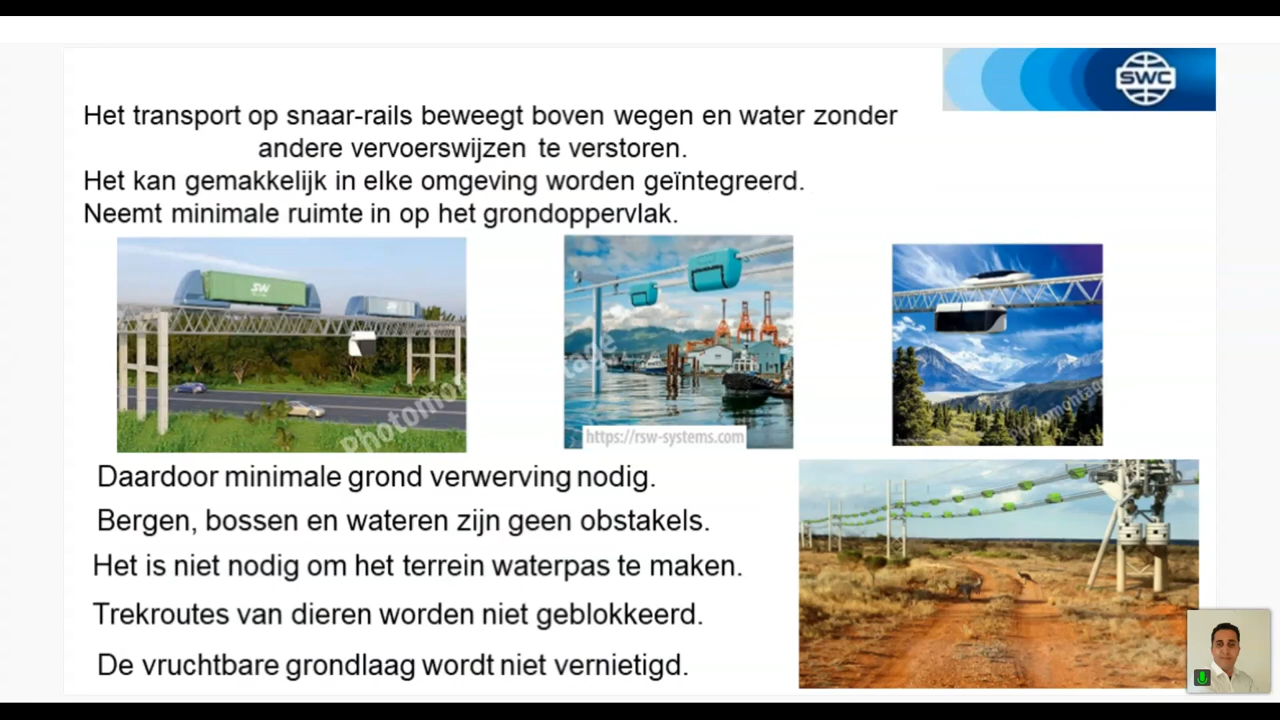 SWC
Het transport op snaar-rails beweegt boven wegen en water zonder
andere vervoerswijzen te verstoren.
Het kan gemakkelijk in elke omgeving worden geïntegreerd.
Neemt minimale ruimte in op het grondoppervlak.
SW
Photomon
tage
https://rsw-systems.com
photomontage
Daardoor minimale grond verwerving nodig.
Bergen, bossen en wateren zijn geen obstakels.
Het is niet nodig om het terrein waterpas te maken.
Trekroutes van dieren worden niet geblokkeerd.
De vruchtbare grondlaag wordt niet vernietigd.